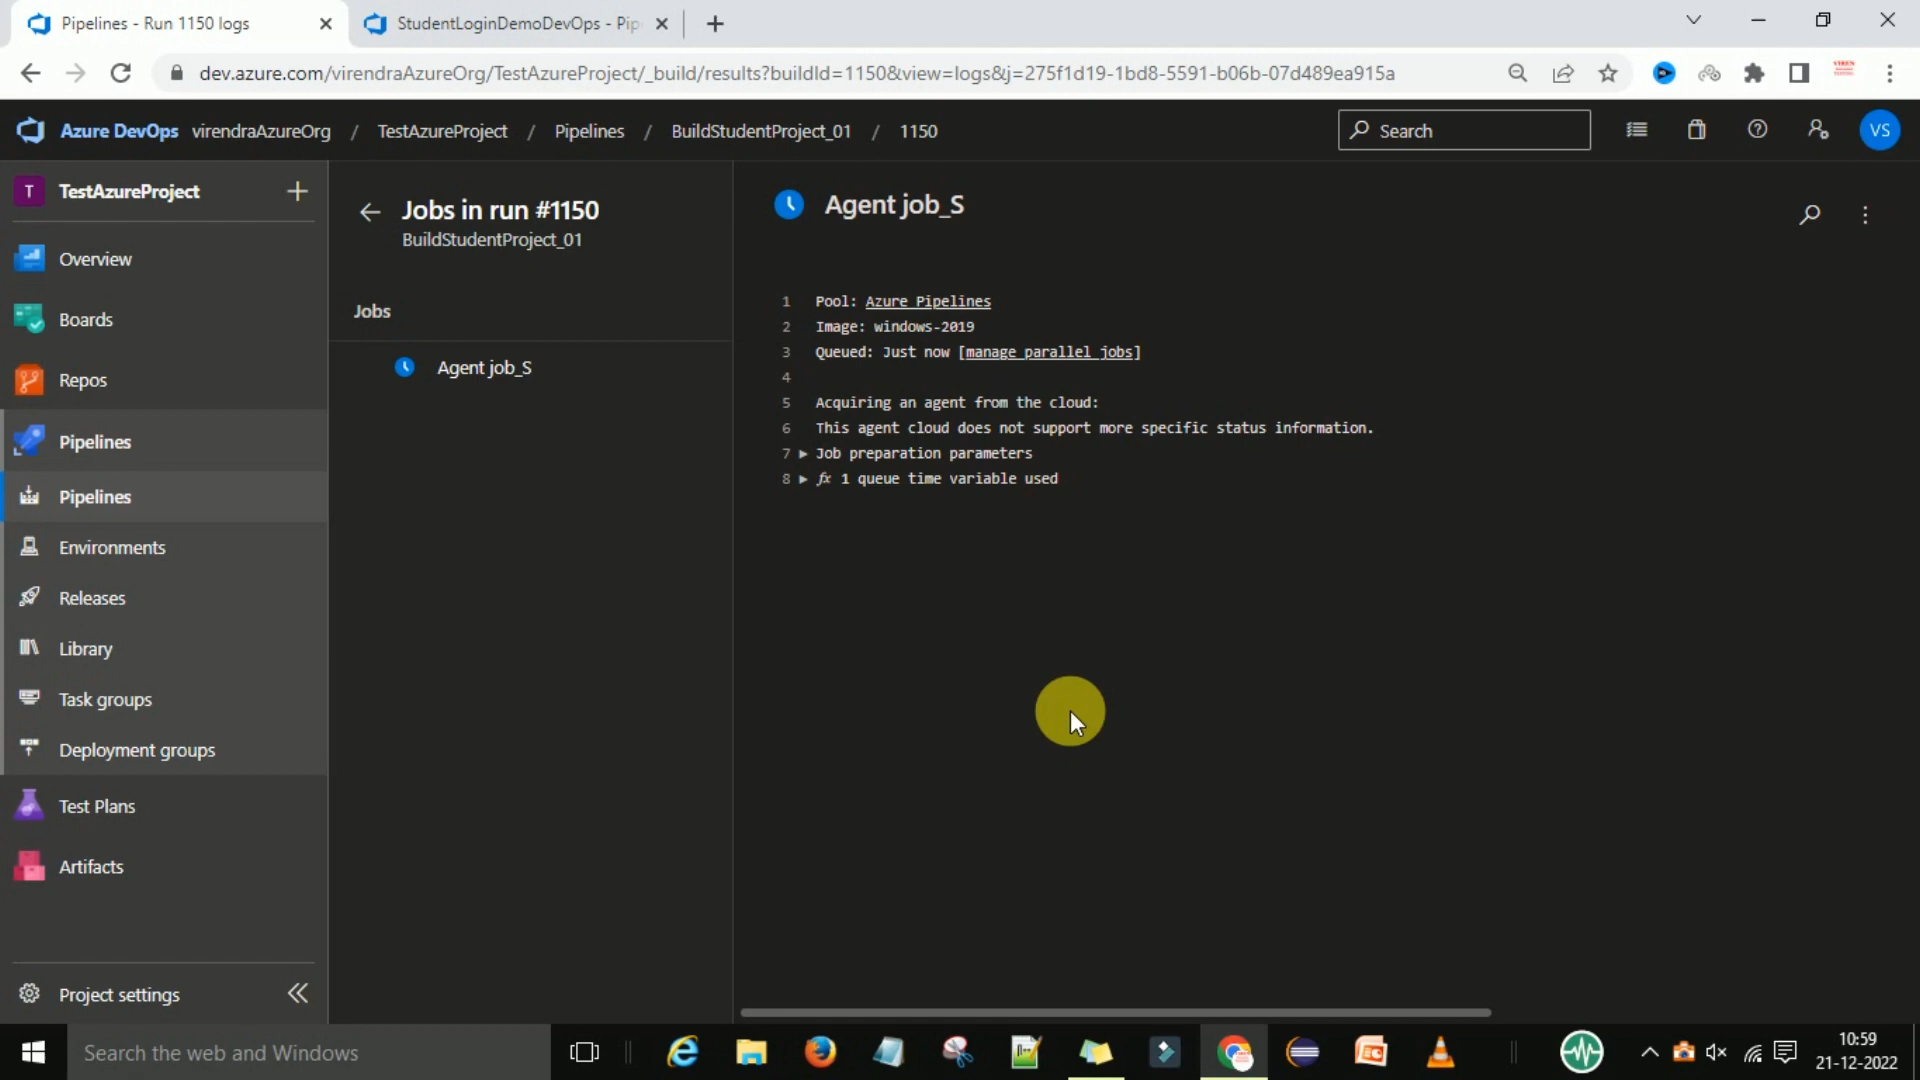 Pipelines - Run 1150 logs
StudentLoginDemoDevOps - Pip
dev.azure.com/virendraAzureOrg/TestAzureProject/_build/results?buildId=1150&view=logs&j=275f1d19-1bd8-5591-b06b-07d489ea915a
Azure DevOps virendraAzureOrg / TestAzureProject / Pipelines / BuildStudentProject_01 / 1150
Search
VS
T TestAzureProject
Overview
Boards
Repos
Pipelines
Pipelines
Environments
Releases
Library
Task groups
Deployment groups
Test Plans
Artifacts
Project settings
Jobs in run #1150
BuildStudentProject_01
Jobs
Agent job_S
Agent job_S
1 Pool: Azure Pipelines
2 Image: windows-2019
3 Queued: Just now [manage parallel jobs]
4
5 Acquiring an agent from the cloud:
6 This agent cloud does not support more specific status information.
7 Job preparation parameters
8 fx 1 queue time variable used
Search the web and Windows
10:59
21-12-2022